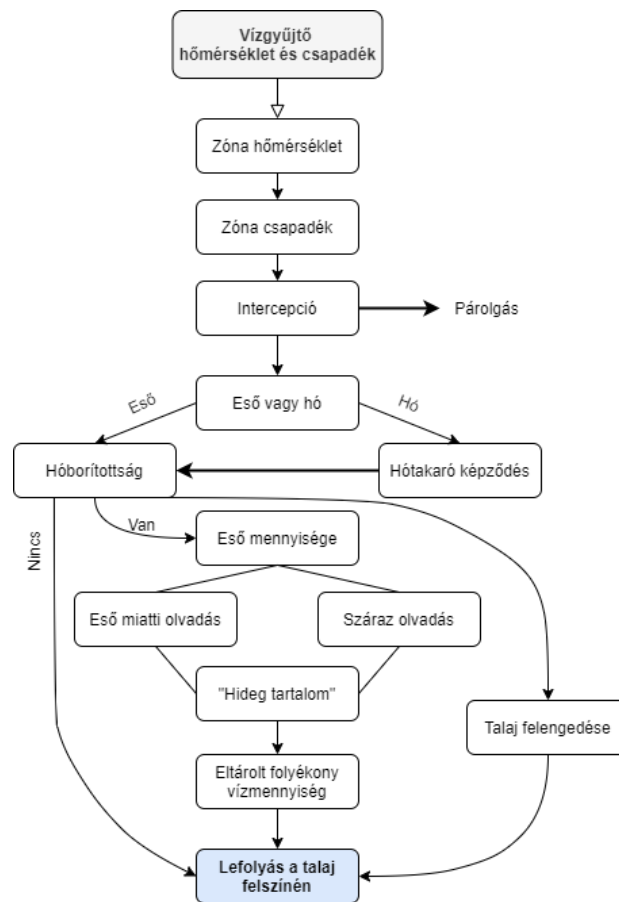 Vízgyűjtő
hőmérséklet és csapadék
Zóna hőmérséklet
Zóna csapadék
Intercepció
Párolgás
Eső vagy hó
Eső
Hó
Hóborítottság
Hótakaró képződés
Nincs
Van
Eső mennyisége
Eső miatti olvadás
Száraz olvadás
"Hideg tartalom"
Talaj felengedése
Eltárolt folyékony
vízmennyiség
Lefolyás a talaj
felszínén